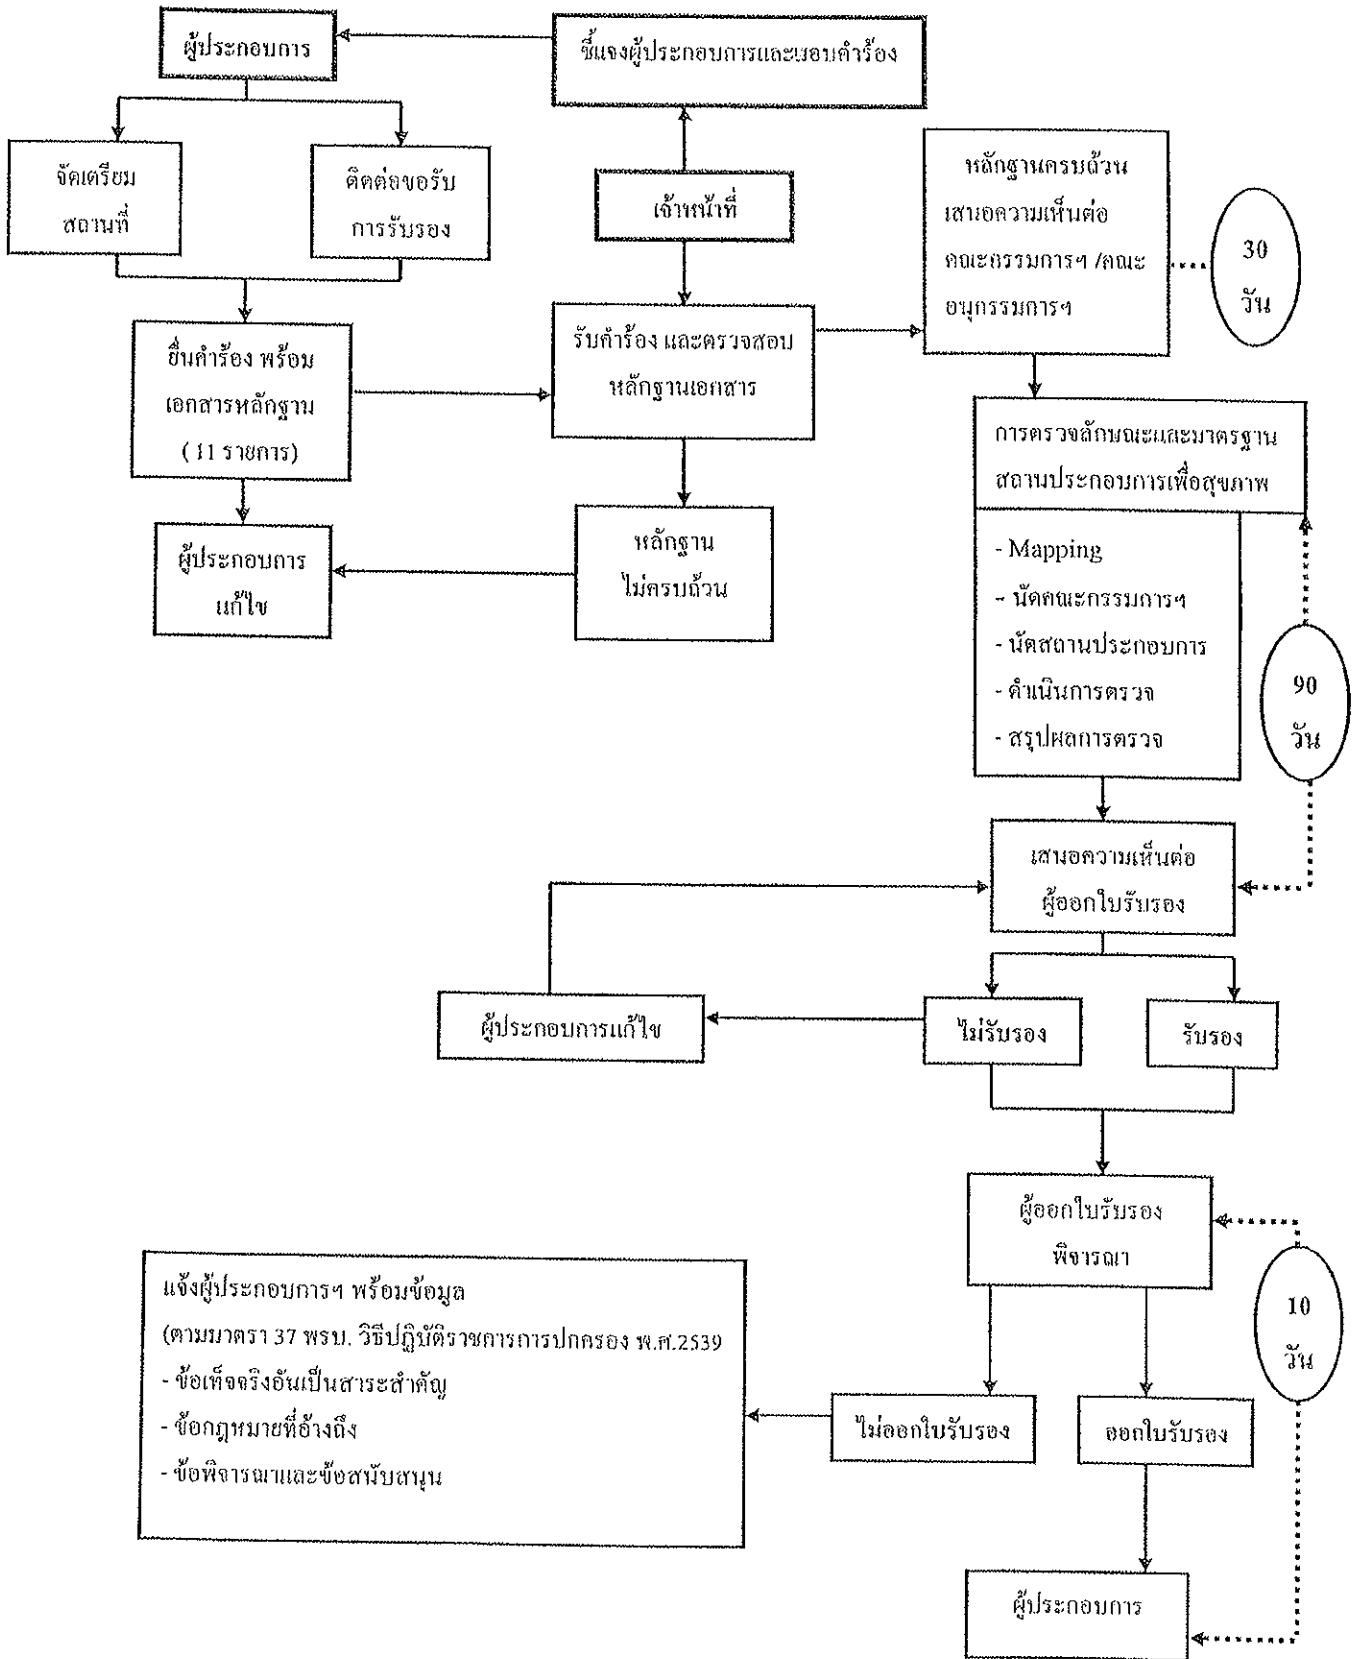 ผู้ประกอบการ
ชี้แจงผู้ประกอบการและมอบคำร้อง
จัดเตรียม
สถานที่
ติดต่อขอรับ
การรับรอง
เจ้าหน้าที่
หลักฐานครบถ้วน
เสนอความเห็นต่อ
คณะกรรมการฯ /คณะ
อนุกรรมการฯ
30
วัน
ยื่นคำร้อง พร้อม
เอกสารหลักฐาน
( 11 รายการ)
รับคำร้อง และตรวจสอบ
หลักฐานเอกสาร
การตรวจลักษณะและมาตรฐาน
สถานประกอบการเพื่อสุขภาพ
ผู้ประกอบการ
แก้ไข
หลักฐาน
ไม่ครบถ้วน
- Mapping
- นัดคณะกรรมการฯ
- นัดสถานประกอบการ
- ดำเนินการตรวจ
- สรุปผลการตรวจ
90
วัน
เสนอความเห็นต่อ
ผู้ออกใบรับรอง
ผู้ประกอบการแก้ไข
ไม่รับรอง
รับรอง
ผู้ออกใบรับรอง
พิจารณา
แจ้งผู้ประกอบการฯ พร้อมข้อมูล
(ตามมาตรา 37 พรบ. วิธีปฏิบัติราชการการปกครอง พ.ศ.2539
- ข้อเท็จจริงอันเป็นสาระสำคัญ
- ข้อกฎหมายที่อ้างถึง
- ข้อพิจารณาและข้อสนับสนุน
10
วัน
ไม่ออกใบรับรอง
ออกใบรับรอง
ผู้ประกอบการ